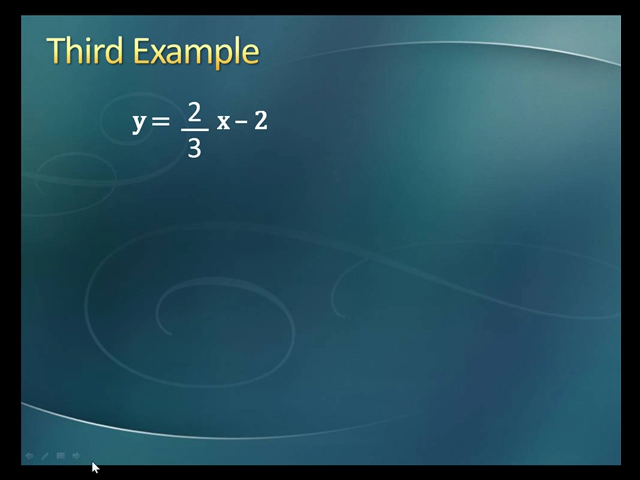 Third Example
y = 2/3 x – 2